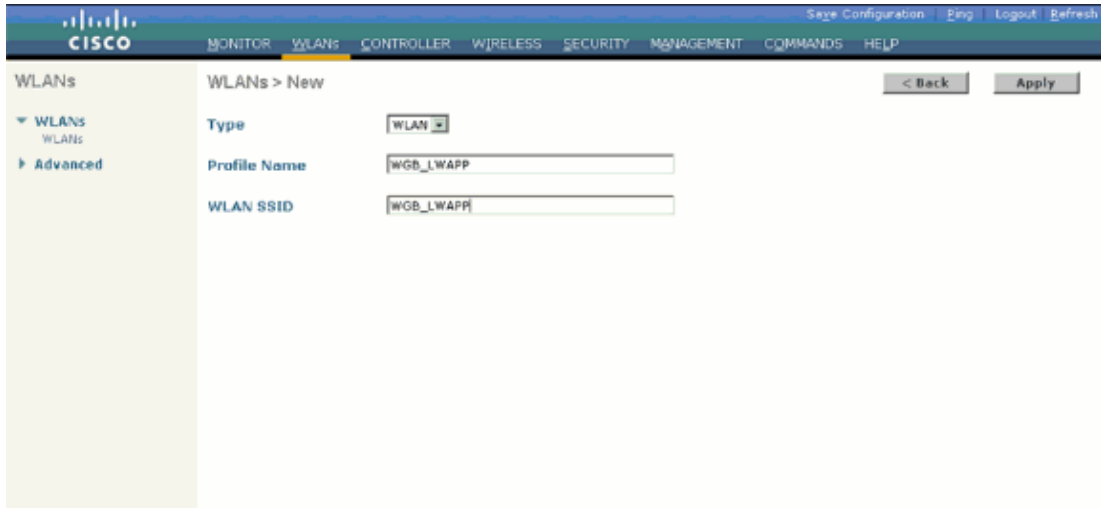 Save Configuration Ping Logout Refresh
CISCO
MONITOR WLANs CONTROLLER WIRELESS SECURITY MANAGEMENT COMMANDS HELP
WLANs
WLANs > New
< Back
Apply
WLANs
WLANs
Advanced
Type
WLAN
Profile Name
WGB_LWAPP
WLAN SSID
WGB_LWAPP